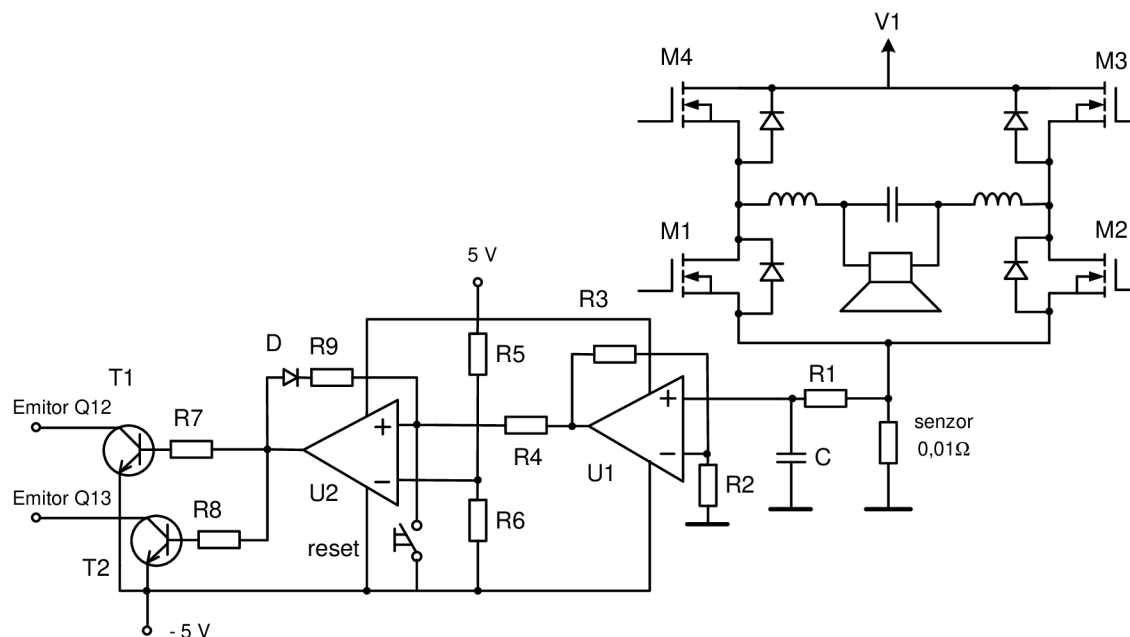 V1
M4
M3
M1
M2
5 V
R3
D
R9
R5
R1
T1
Emitor Q12
R7
senzor
0,01Ω
R4
U1
C
U2
R2
Emitor Q13
R8
R6
reset
T2
- 5 V